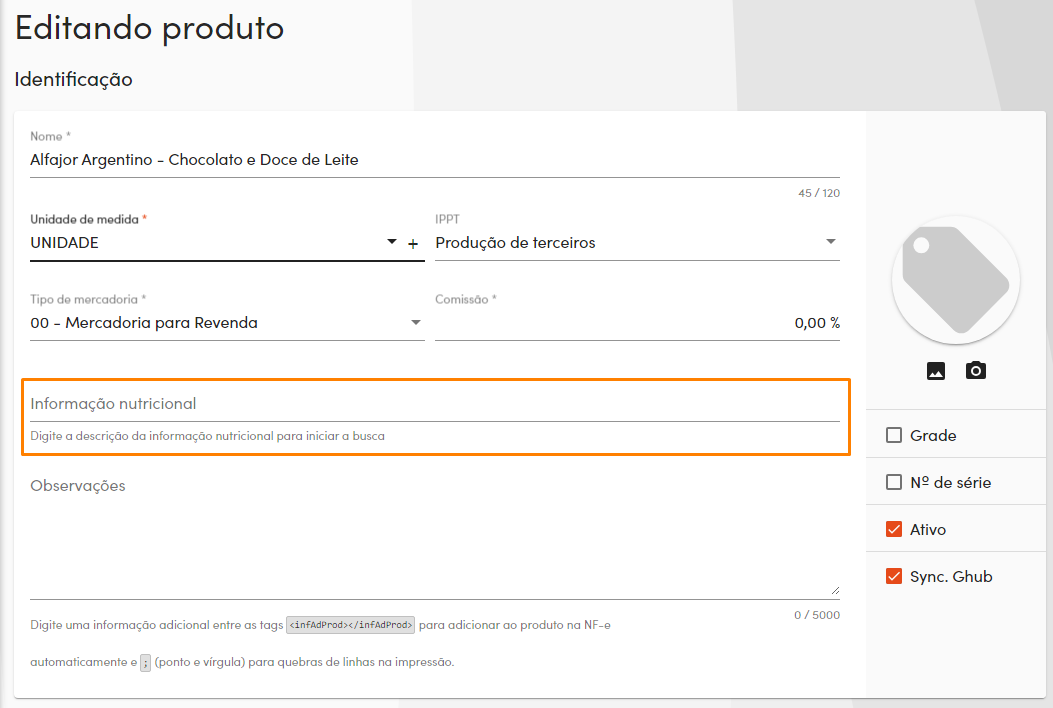 Editando produto
Identificação
Nome *
Alfajor Argentino - Chocolato e Doce de Leite
45 / 120
Unidade de medida *
UNIDADE
+
IPPT
Produção de terceiros
Tipo de mercadoria *
00 - Mercadoria para Revenda
Comissão *
0,00 %
Informação nutricional
Digite a descrição da informação nutricional para iniciar a busca
Observações
0 / 5000
Digite uma informação adicional entre as tags <infAdProd></infAdProd> para adicionar ao produto na NF-e
automaticamente e ; (ponto e vírgula) para quebras de linhas na impressão.
Grade
Nº de série
Ativo
Sync. Ghub